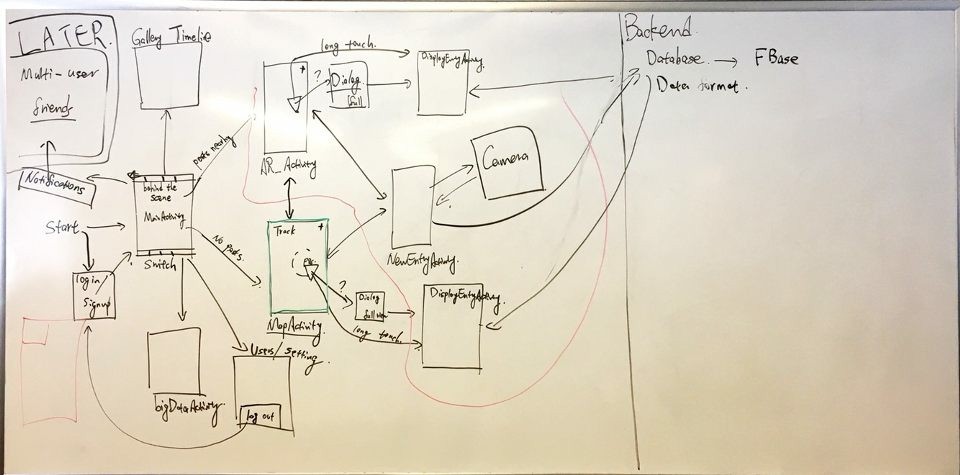 LATER.
Multi-user
friends
Notifications
Gallery Timeline
behind the
scene
MainActivity
Switch
Start
log in
signup
posts nearby
No posts
bigDataActivity
Users/setting
log out
long touch.
?
Dialog
full
+
AR_Activity
DisplayEntryActivity
Camera
NewEntryActivity.
Track
+
MapActivity
?
Dialog
long touch.
DisplayEntryActivity
Backend
Database → FBase
Data format.